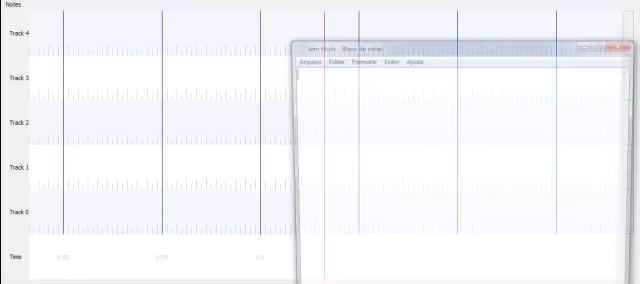 Notes
Sem título - Bloco de notas
Track 4
Arquivo Editar Formatar Exibir Ajuda
Track 3
Track 2
Track 1
Track 0
Time